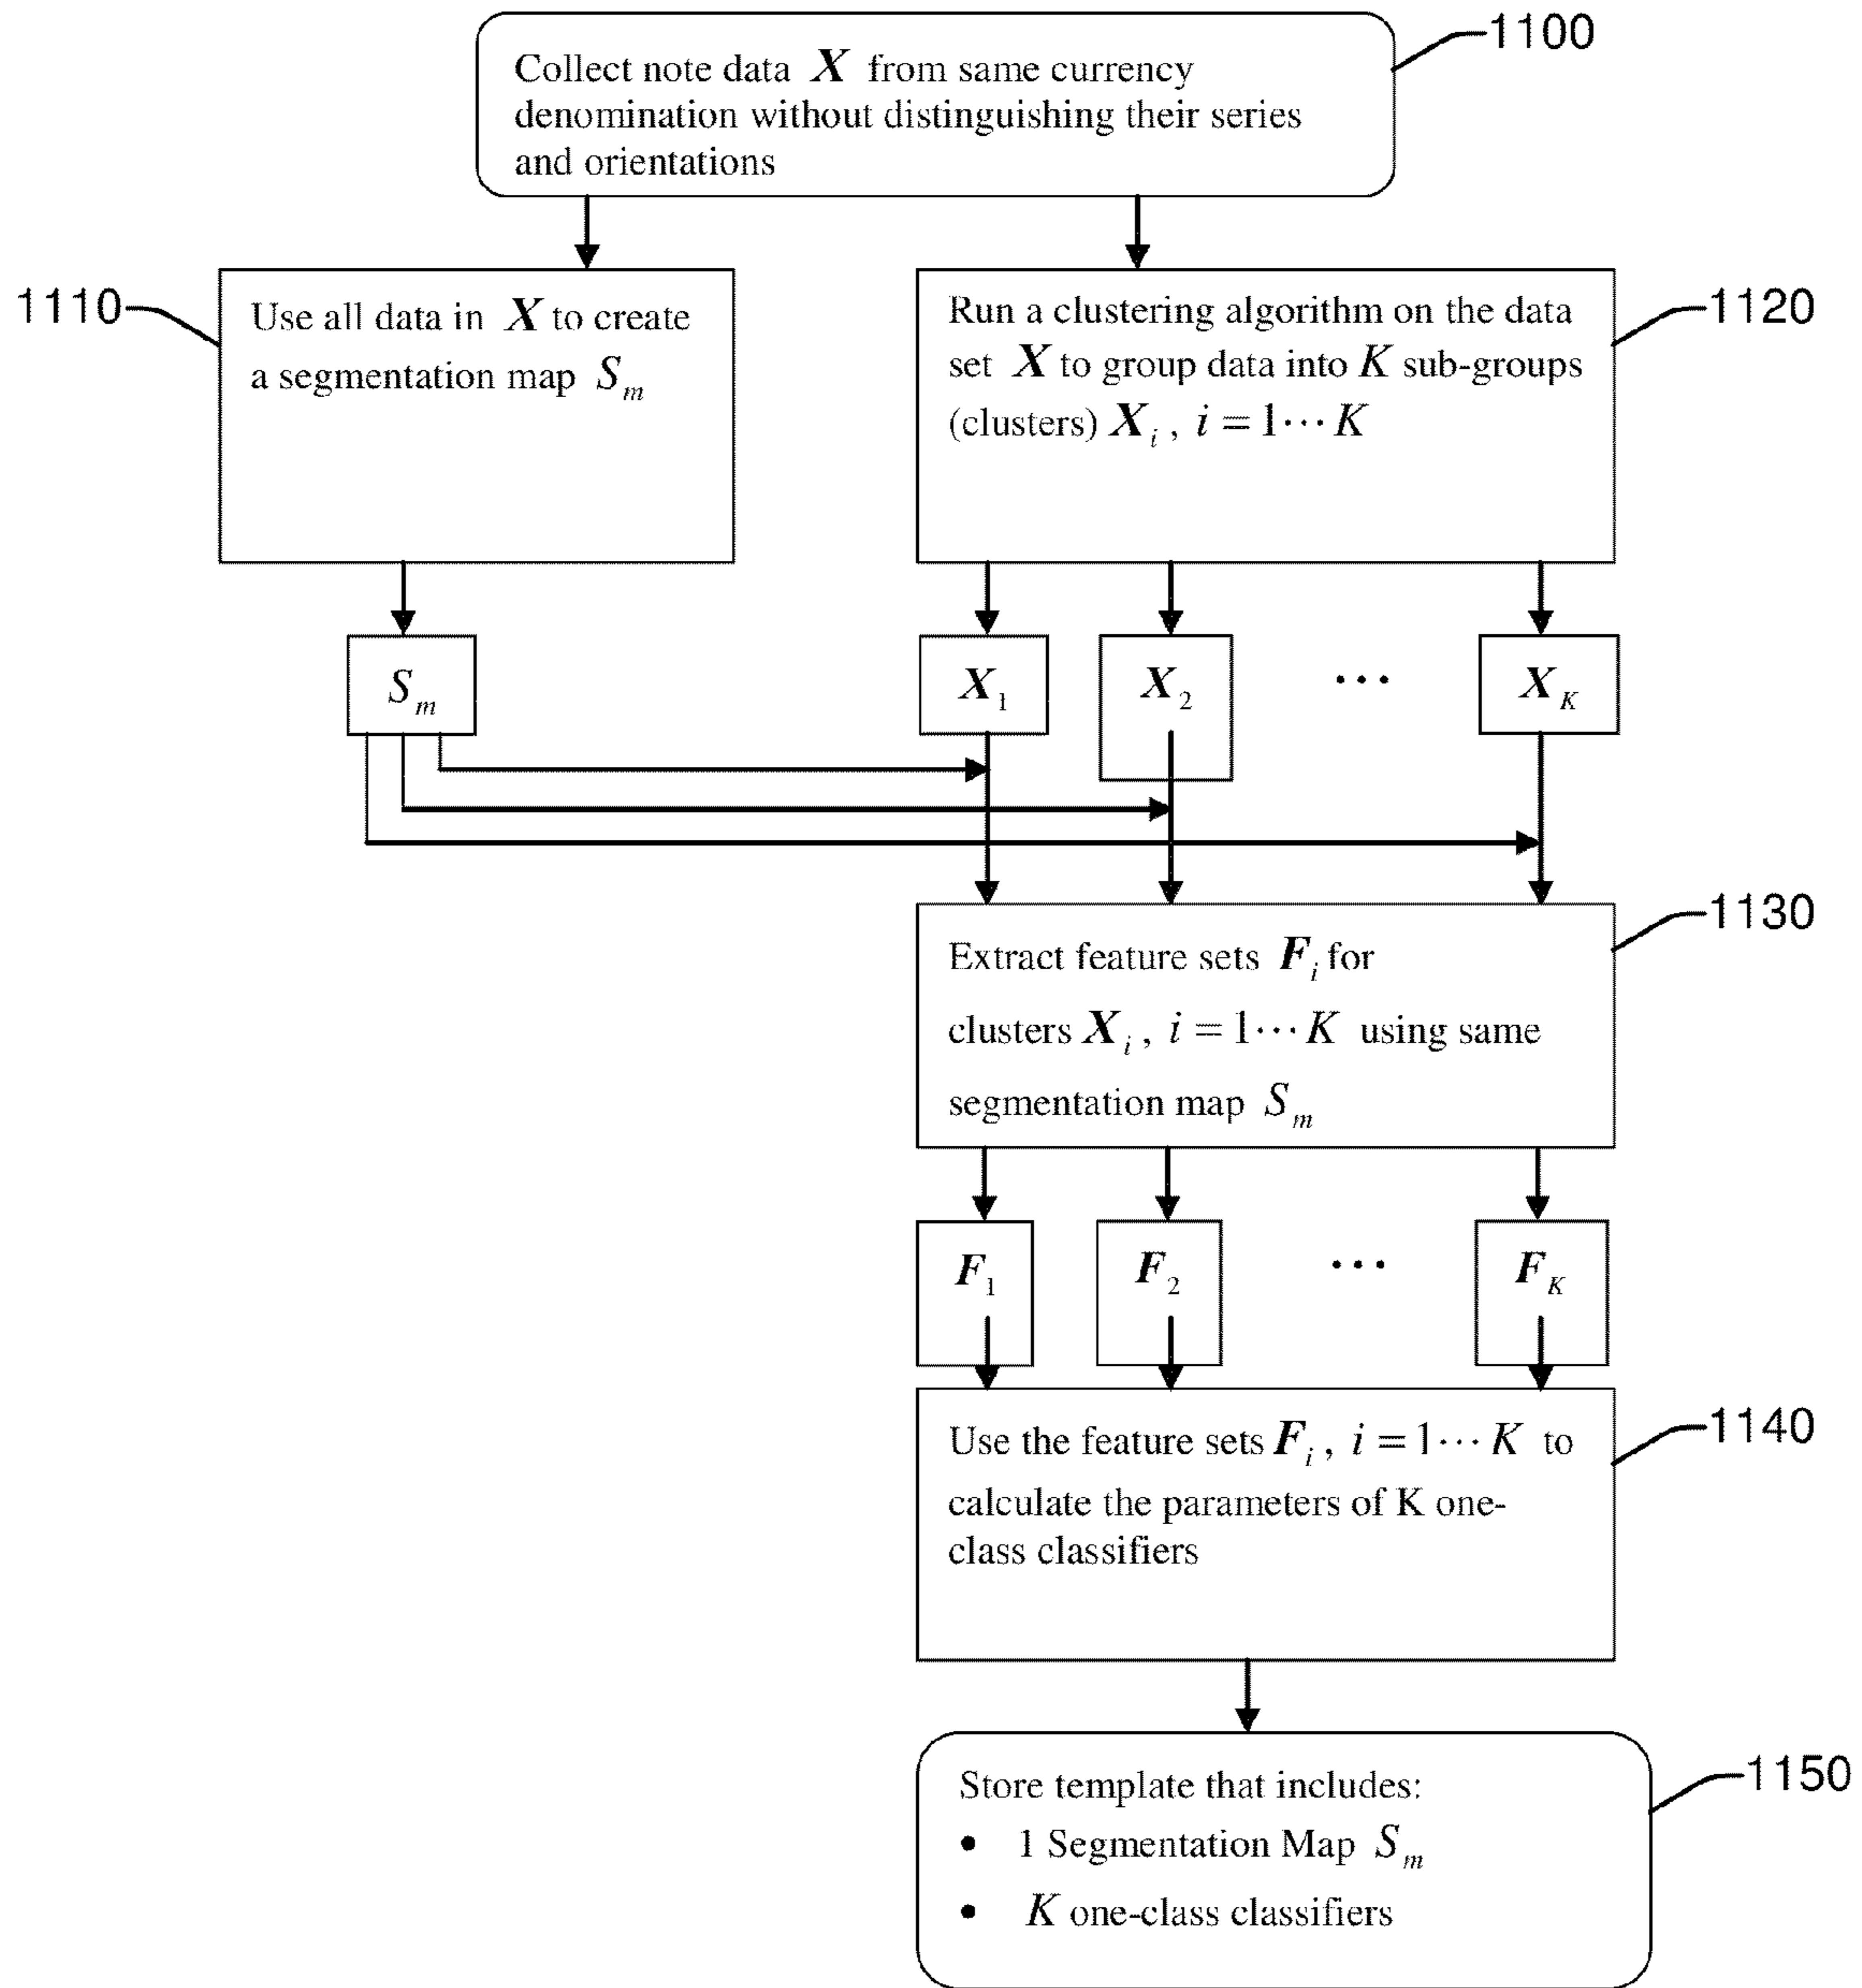 1100
Collect note data X from same currency
denomination without distinguishing their series
and orientations
1110
Use all data in X to create
a segmentation map S_m
1120
Run a clustering algorithm on the data
set X to group data into K sub-groups
(clusters) X_i , i = 1⋯K
S_m
X_1
X_2
⋯
X_K
1130
Extract feature sets F_i for
clusters X_i , i = 1⋯K using same
segmentation map S_m
F_1
F_2
⋯
F_K
1140
Use the feature sets F_i , i = 1⋯K to
calculate the parameters of K one-
class classifiers
1150
Store template that includes:
• 1 Segmentation Map S_m
• K one-class classifiers